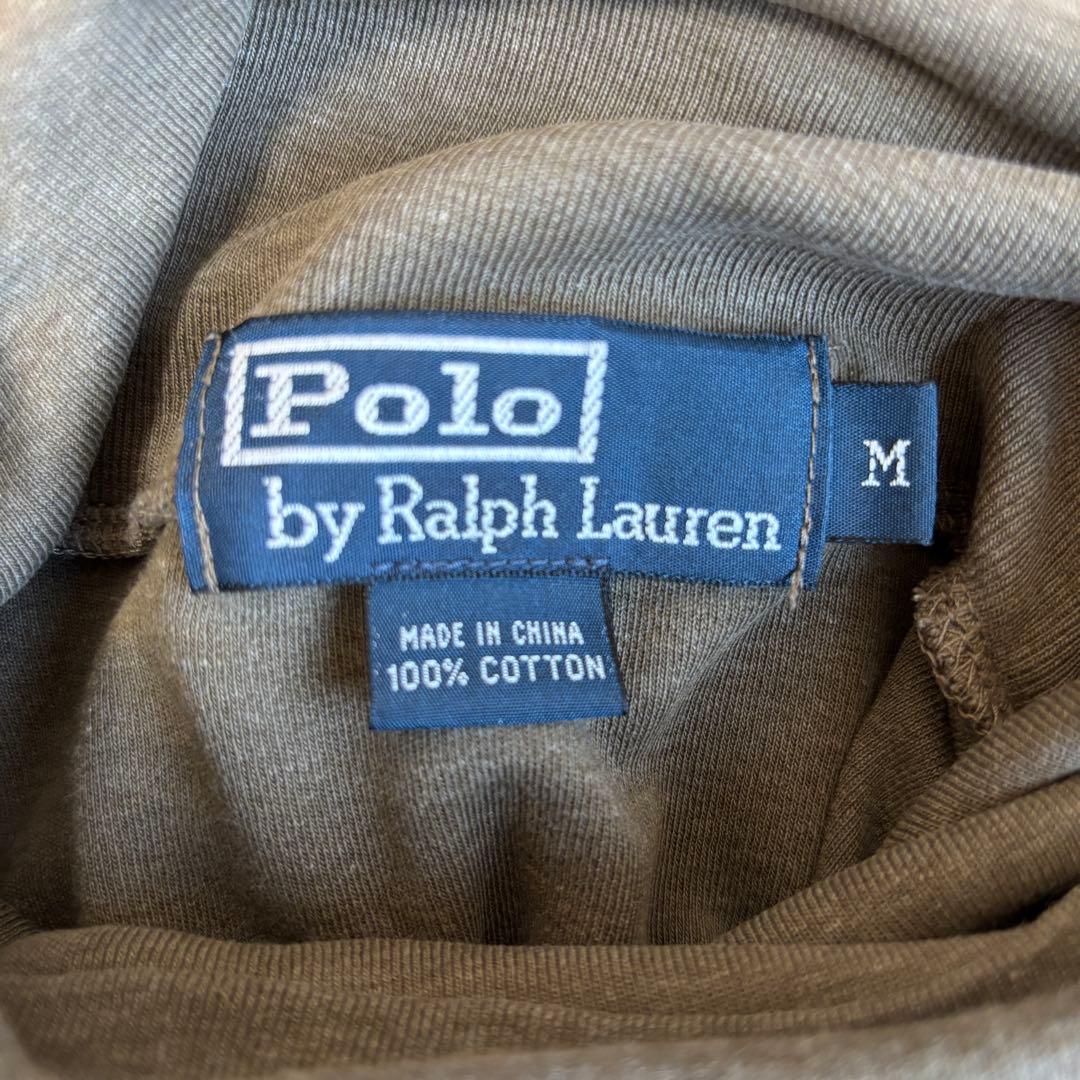 Polo
by Ralph Lauren
M
MADE IN CHINA
100% COTTON